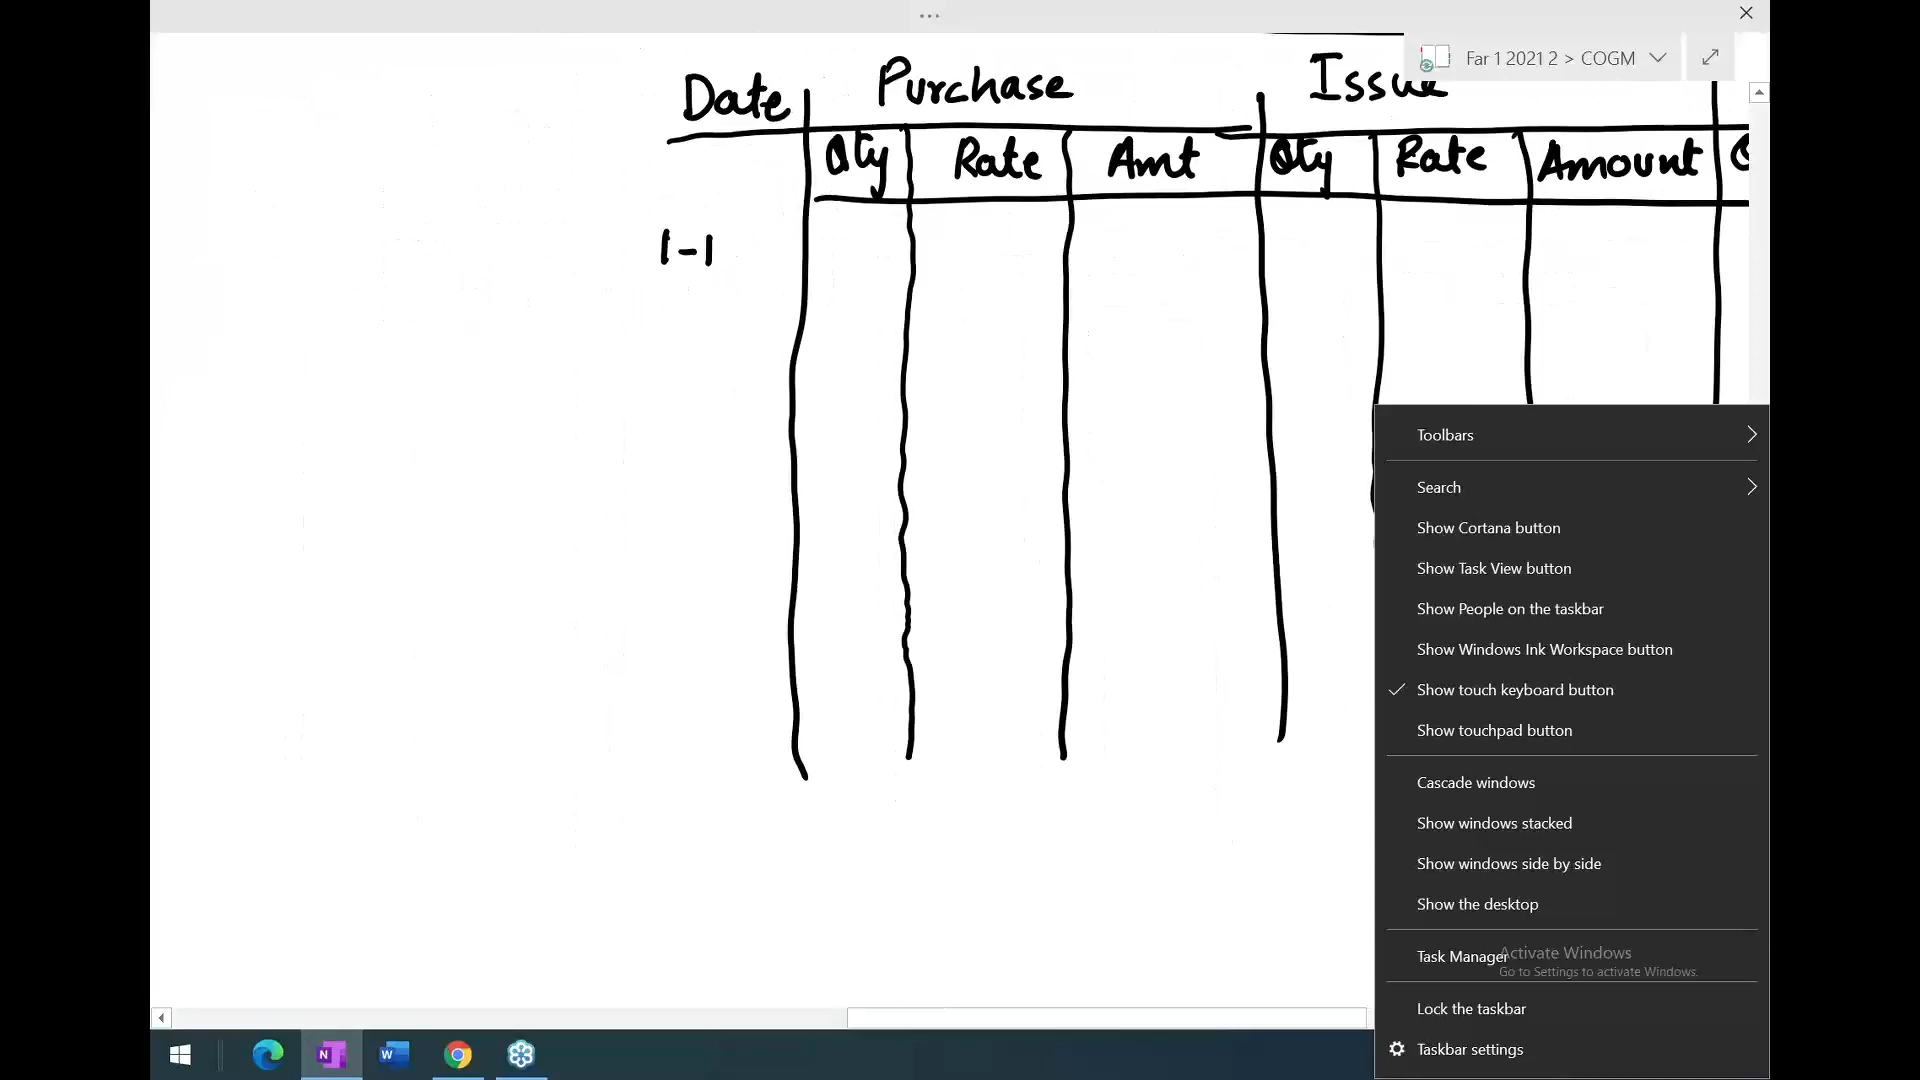 Far 1 2021 2 > COGM
Date Purchase Issue
Qty Rate Amt Qty Rate Amount
1-1
Toolbars
Search
Show Cortana button
Show Task View button
Show People on the taskbar
Show Windows Ink Workspace button
Show touch keyboard button
Show touchpad button
Cascade windows
Show windows stacked
Show windows side by side
Show the desktop
Task Manager
Activate Windows
Go to Settings to activate Windows.
Lock the taskbar
Taskbar settings